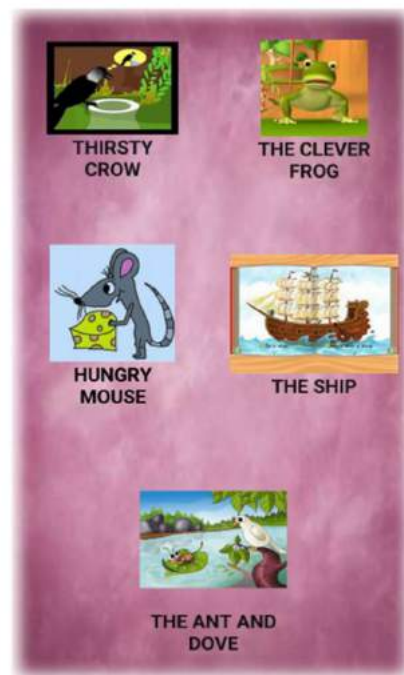 THIRSTY
CROW
THE CLEVER
FROG
HUNGRY
MOUSE
THE SHIP
THE ANT AND
DOVE